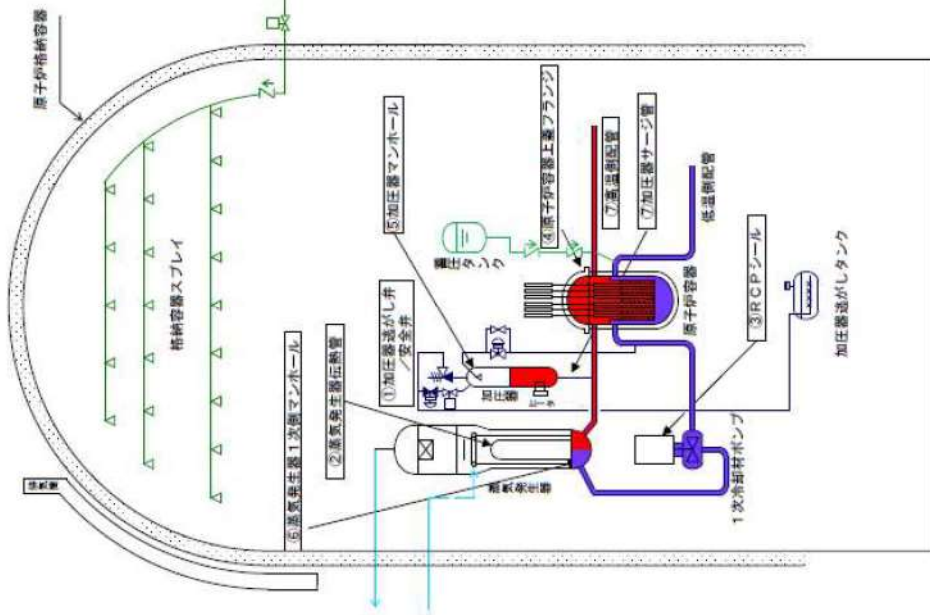 原子炉格納容器
格納容器スプレイ
排気筒
⑥蒸気発生器1次側マンホール
②蒸気発生器伝熱管
①加圧器逃がし弁
/安全弁
⑤加圧器マンホール
蓄圧タンク
④原子炉容器上蓋フランジ
⑦高温側配管
⑦加圧器サージ管
低温側配管
加圧器
ヒータ
蒸気発生器
原子炉容器
③RCPシール
1次冷却材ポンプ
加圧器逃がしタンク